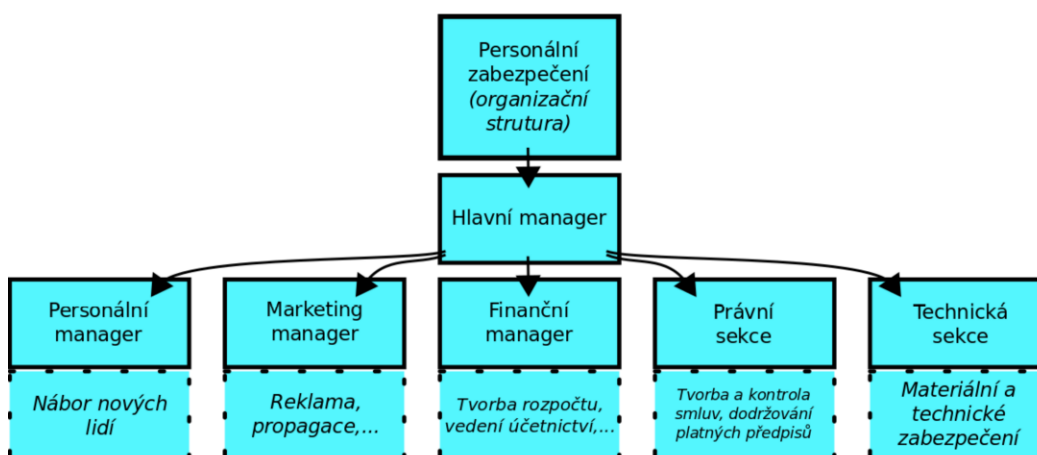 Personální
zabezpečení
(organizační
strutura)
Hlavní manager
Personální
manager
Marketing
manager
Finanční
manager
Právní
sekce
Technická
sekce
Nábor nových
lidí
Reklama,
propagace,...
Tvorba rozpočtu,
vedení účetnictví,...
Tvorba a kontrola
smluv, dodržování
platných předpisů
Materiální a
technické
zabezpečení